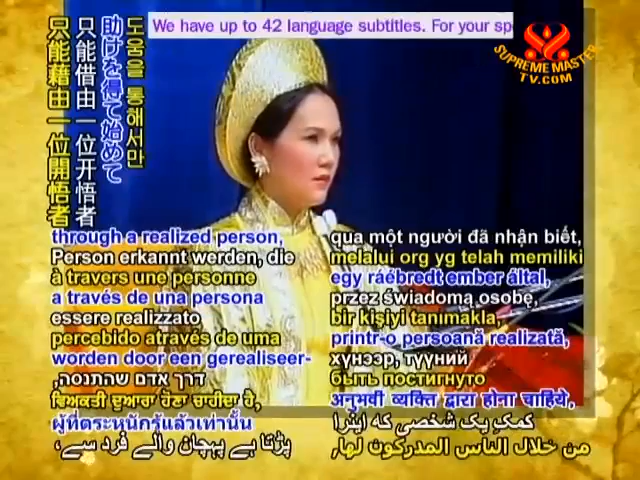 We have up to 42 language subtitles. For your spe
SUPREME MASTER
TV.COM
도움을 통해서만
助けを得て始めて
只能借由一位开悟者
只能藉由一位開悟者
through a realized person,
Person erkannt werden, die
à travers une personne
a través de una persona
essere realizzato
percebido através de uma
worden door een gerealiseer-
דרך אדם שהתנסה,
ਵਿਅਕਤੀ ਦੁਆਰਾ ਹੋਣਾ ਚਾਹੀਦਾ ਹੈ,
ผู้ที่ตระหนักรู้แล้วเท่านั้น
پڑتا ہے پہچان والے فرد سے،
qua một người đã nhận biết,
melalui org yg telah memiliki
egy ráébredt ember által,
przez świadomą osobę,
bir kişiyi tanımakla,
printr-o persoană realizată,
хүнээр, түүний
быть постигнуто
अनुभवी व्यक्ति द्वारा होना चाहिये,
کمکِ یک شخصی که اینرا
من خلال الناس المدركون لها,